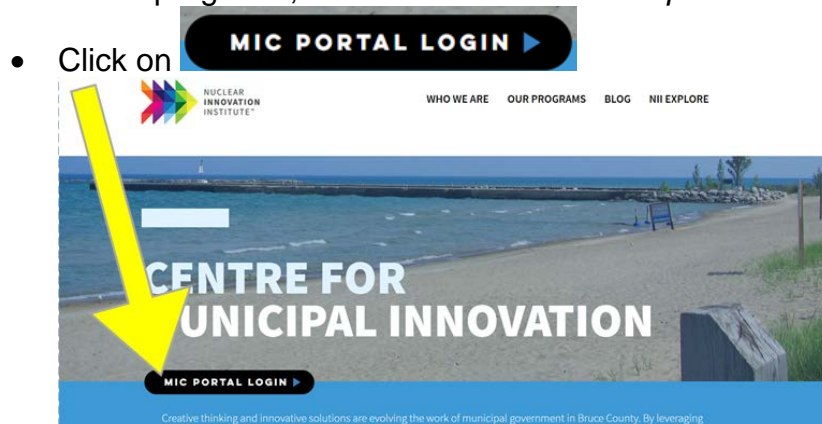 • Click on MIC PORTAL LOGIN
NUCLEAR
INNOVATION
INSTITUTE™
WHO WE ARE OUR PROGRAMS BLOG NII EXPLORE
CENTRE FOR
MUNICIPAL INNOVATION
MIC PORTAL LOGIN
Creative thinking and innovative solutions are evolving the work of municipal government in Bruce County. By leveraging